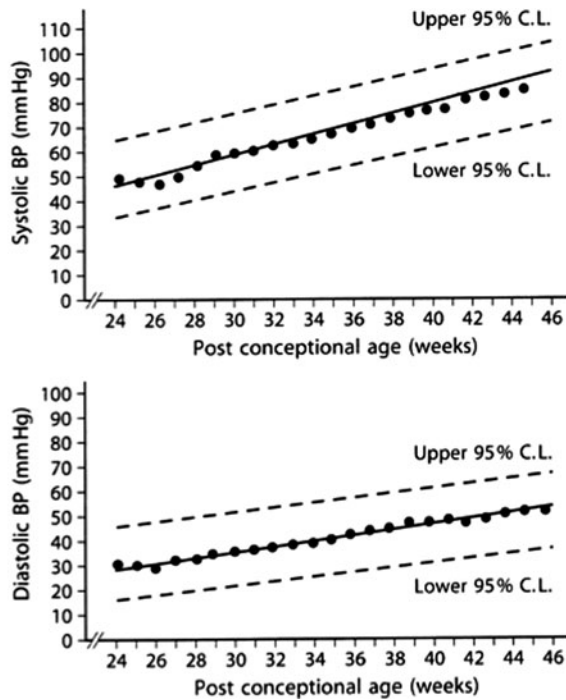 Upper 95% C.L.
110
100
90
80
70
60
50
40
30
20
10
0
Systolic BP (mmHg)
Lower 95% C.L.
24 26 28 30 32 34 36 38 40 42 44 46
Post conceptional age (weeks)
100
90
80
70
60
50
40
30
20
10
0
Diastolic BP (mmHg)
Upper 95% C.L.
Lower 95% C.L.
24 26 28 30 32 34 36 38 40 42 44 46
Post conceptional age (weeks)